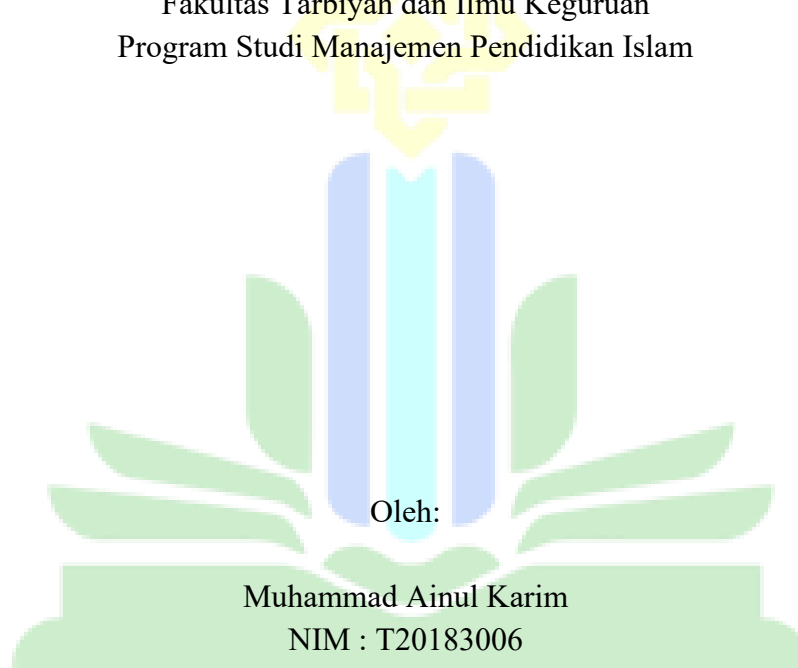 Fakultas Tarbiyah dan Ilmu Keguruan
Program Studi Manajemen Pendidikan Islam
Oleh:
Muhammad Ainul Karim
NIM : T20183006